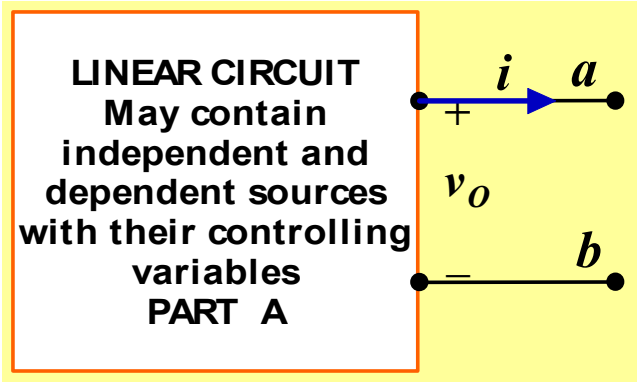 LINEAR CIRCUIT
May contain
independent and
dependent sources
with their controlling
variables
PART A
i a
+
v_O
b
−